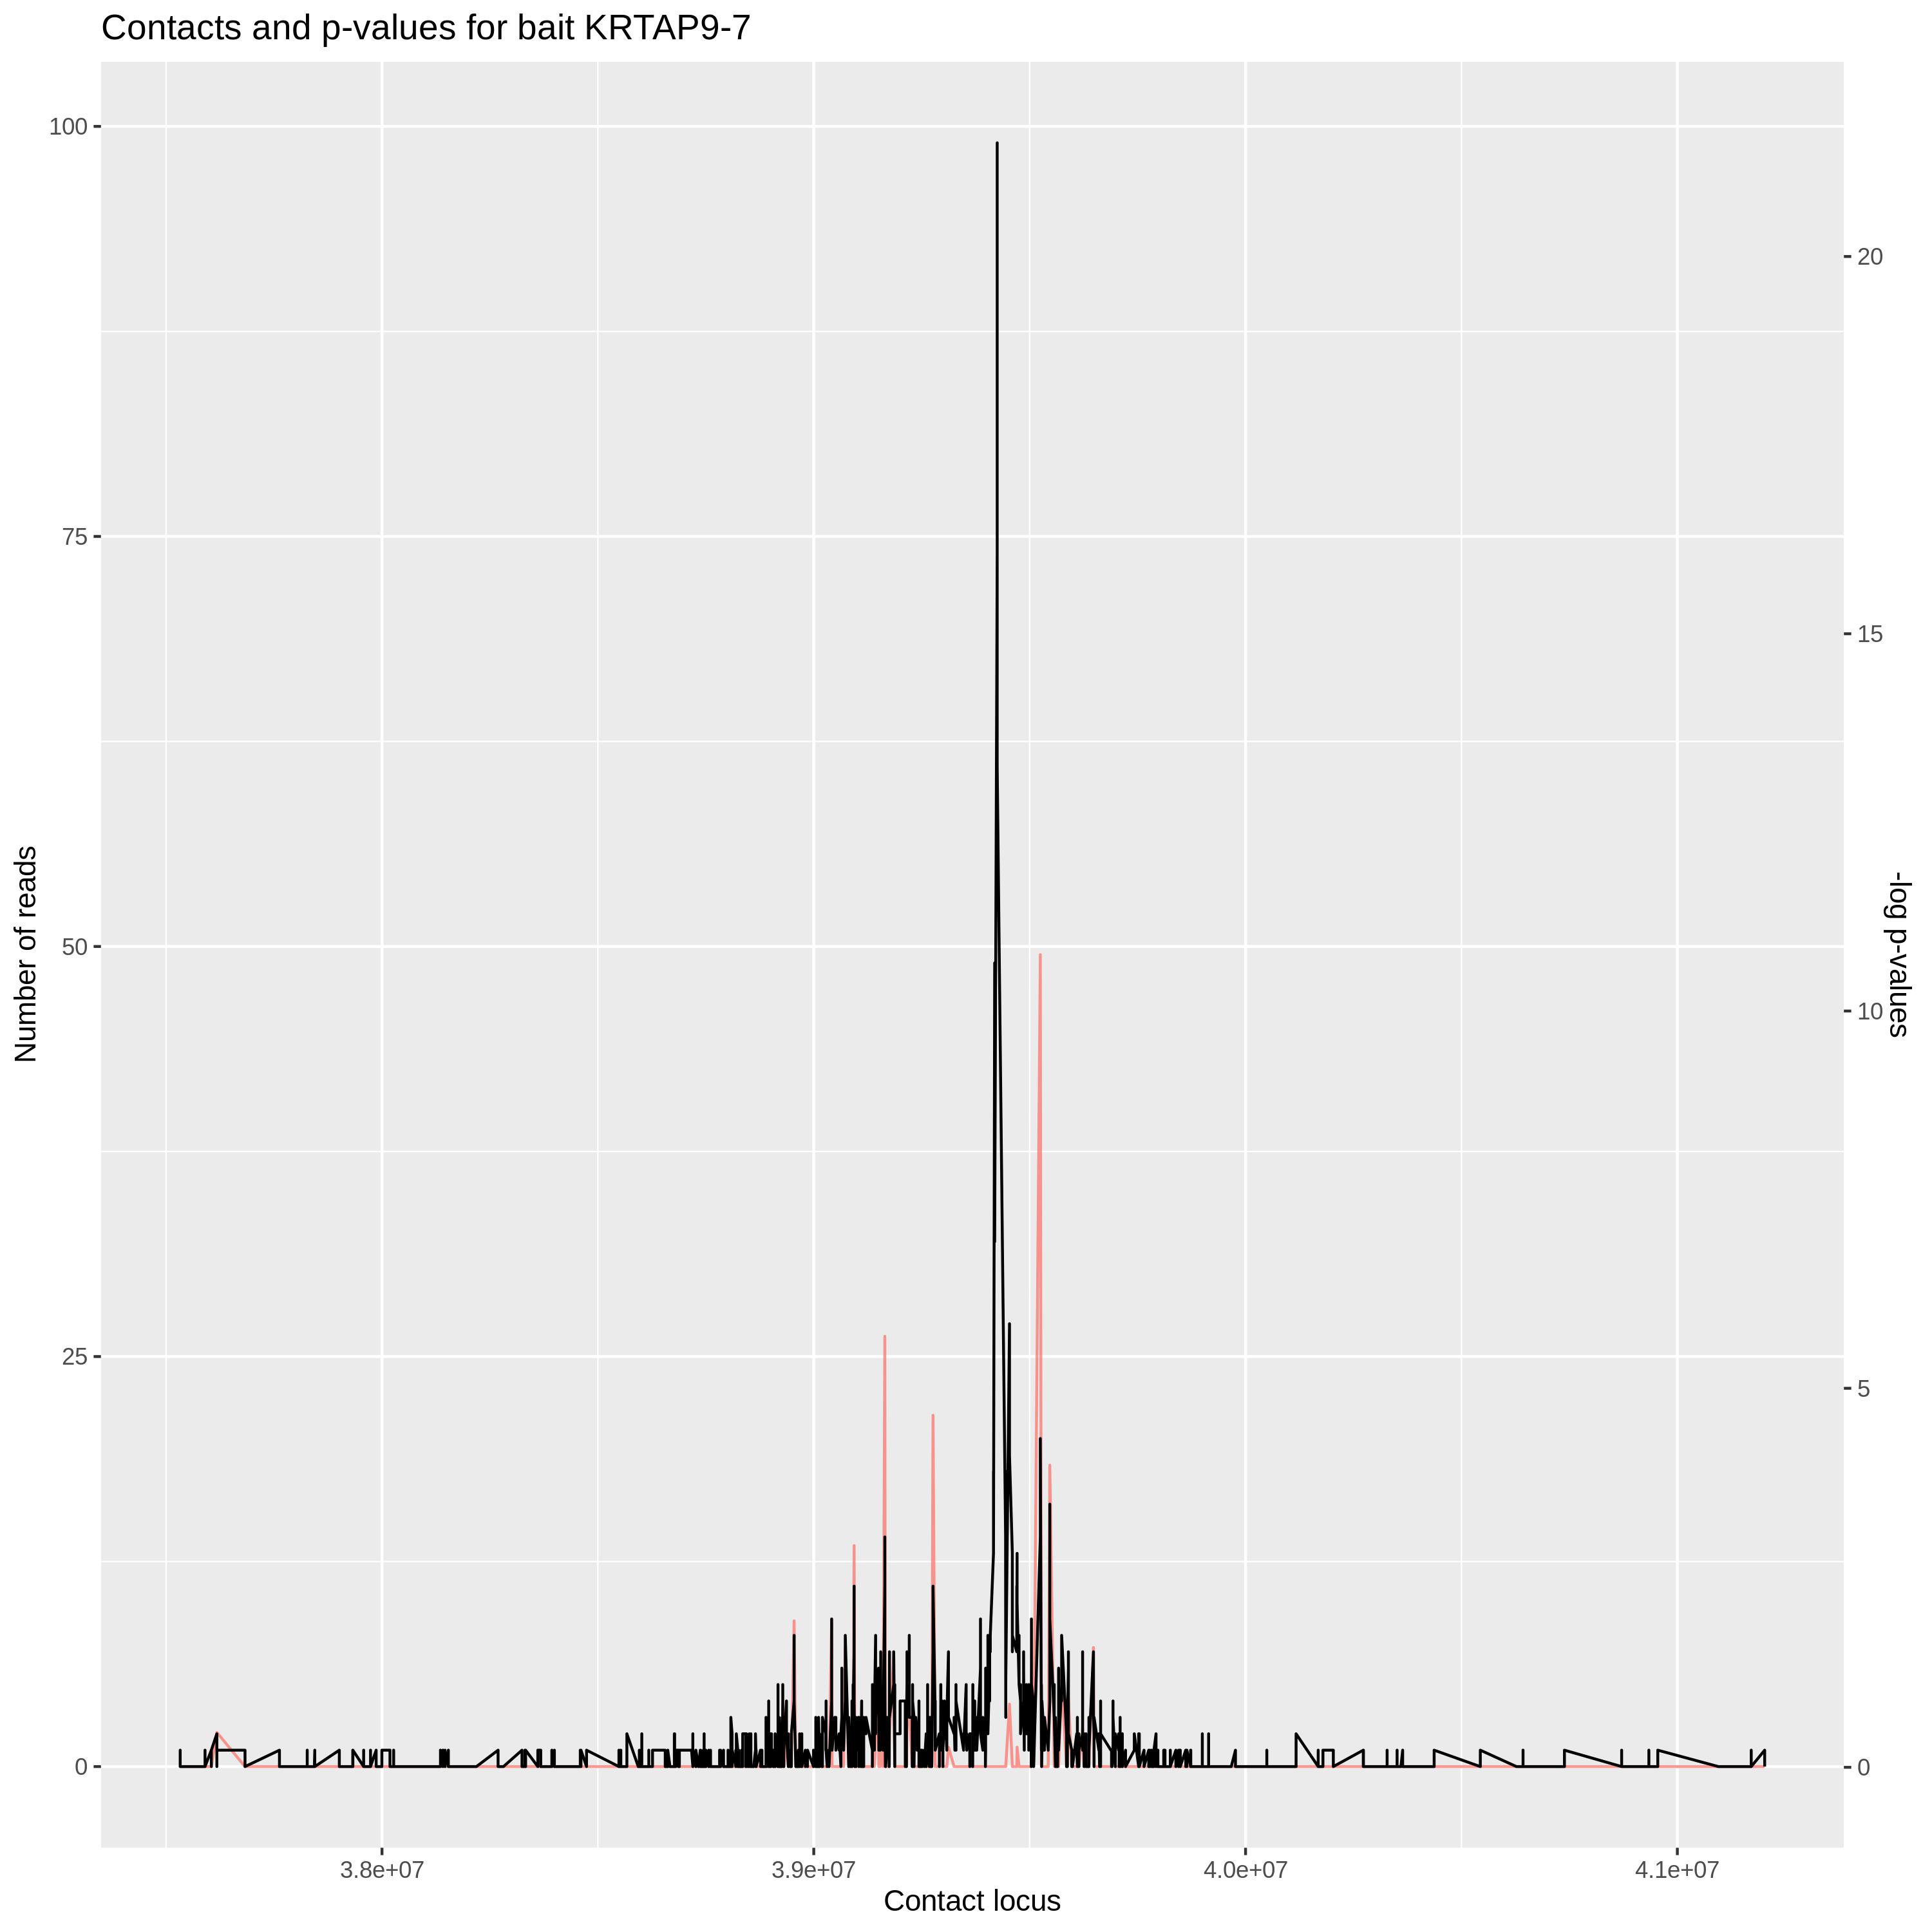 Contacts and p-values for bait KRTAP9-7
100
75
50
25
0
Number of reads
20
15
10
5
0
-log p-values
3.8e+07
3.9e+07
4.0e+07
4.1e+07
Contact locus